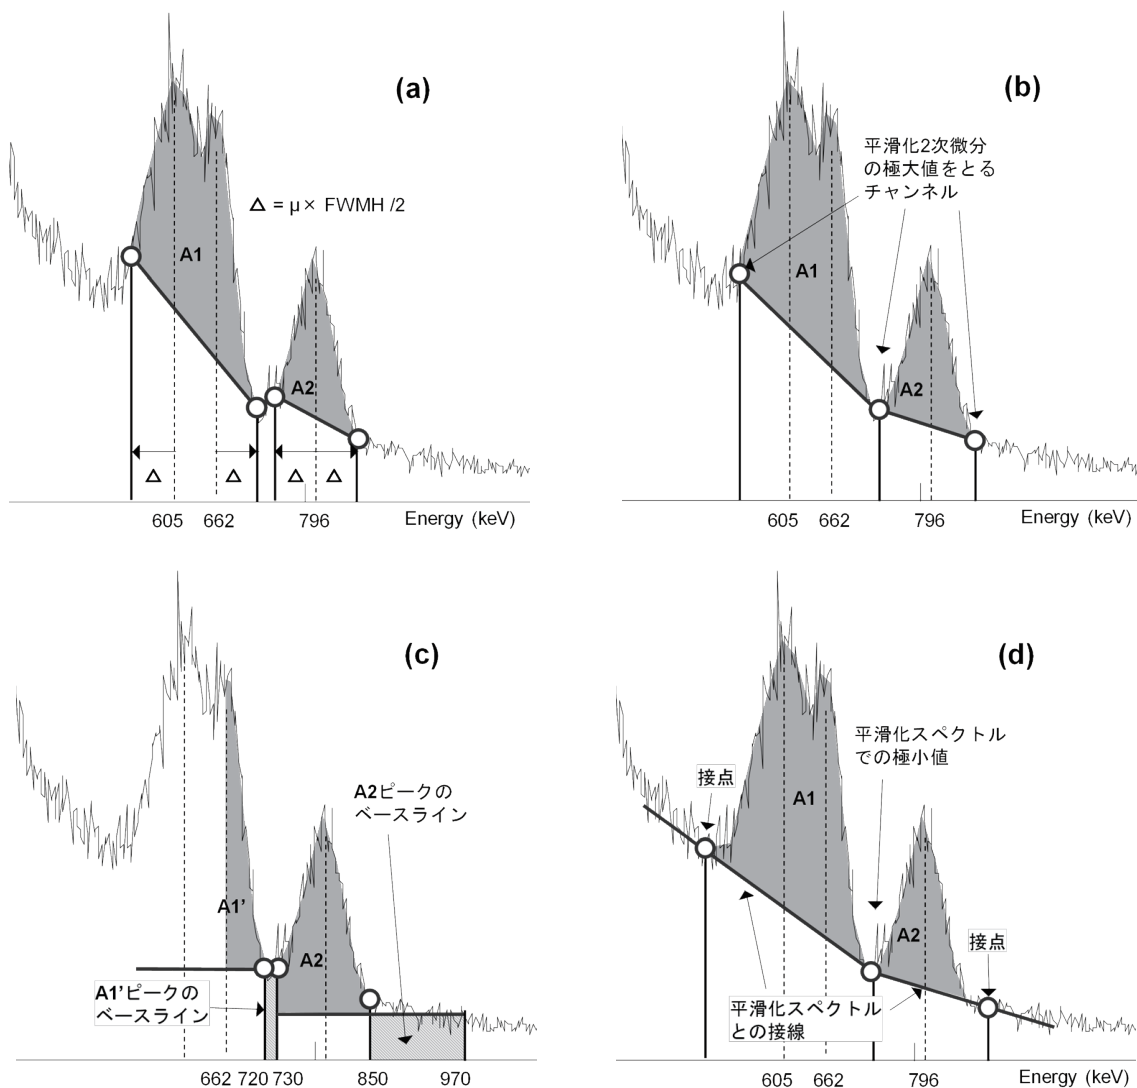 (a)
△ = μ× FWMH /2
A1
A2
△ △ △ △
605 662 796 Energy (keV)
(b)
平滑化2次微分
の極大値をとる
チャンネル
A1
A2
605 662 796 Energy (keV)
(c)
A2ピークの
ベースライン
A1’
A2
A1’ピークの
ベースライン
662 720 730 850 970
(d)
平滑化スペクトル
での極小値
接点
A1
A2
接点
平滑化スペクトル
との接線
605 662 796 Energy (keV)